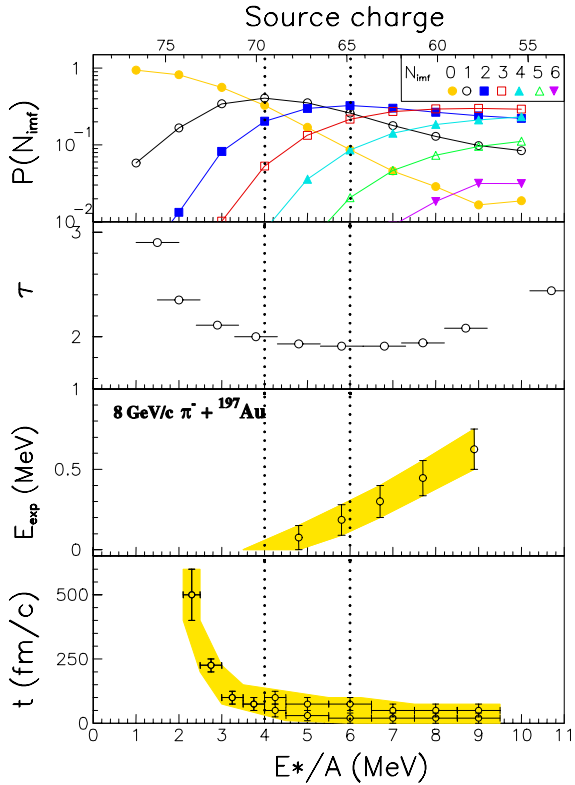 Source charge
75 70 65 60 55
N_imf 0 1 2 3 4 5 6
P(N_imf)
1
10^-1
10^-2
τ
3
2
1
8 GeV/c π^- + ^197Au
E_exp (MeV)
0.5
0
t (fm/c)
500
250
0
0 1 2 3 4 5 6 7 8 9 10 11
E*/A (MeV)